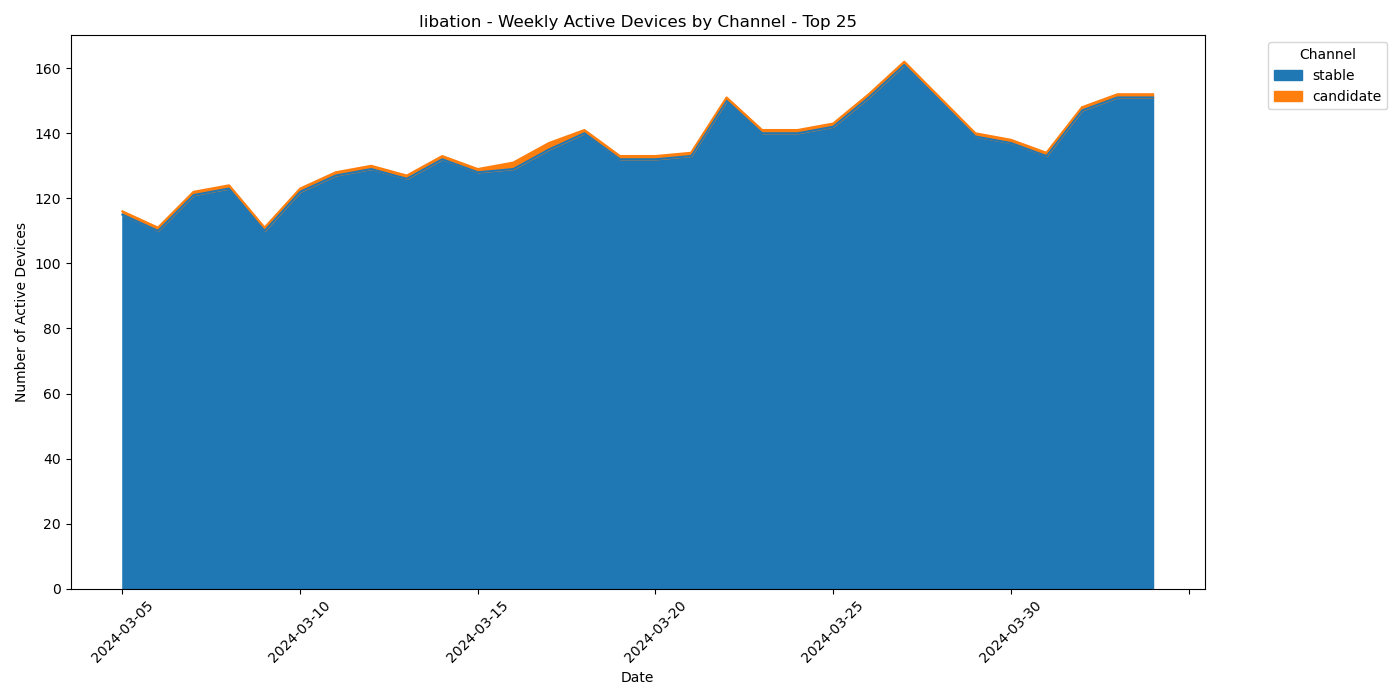 libation - Weekly Active Devices by Channel - Top 25
Channel
stable
candidate
Number of Active Devices
160
140
120
100
80
60
40
20
0
2024-03-05
2024-03-10
2024-03-15
2024-03-20
2024-03-25
2024-03-30
Date